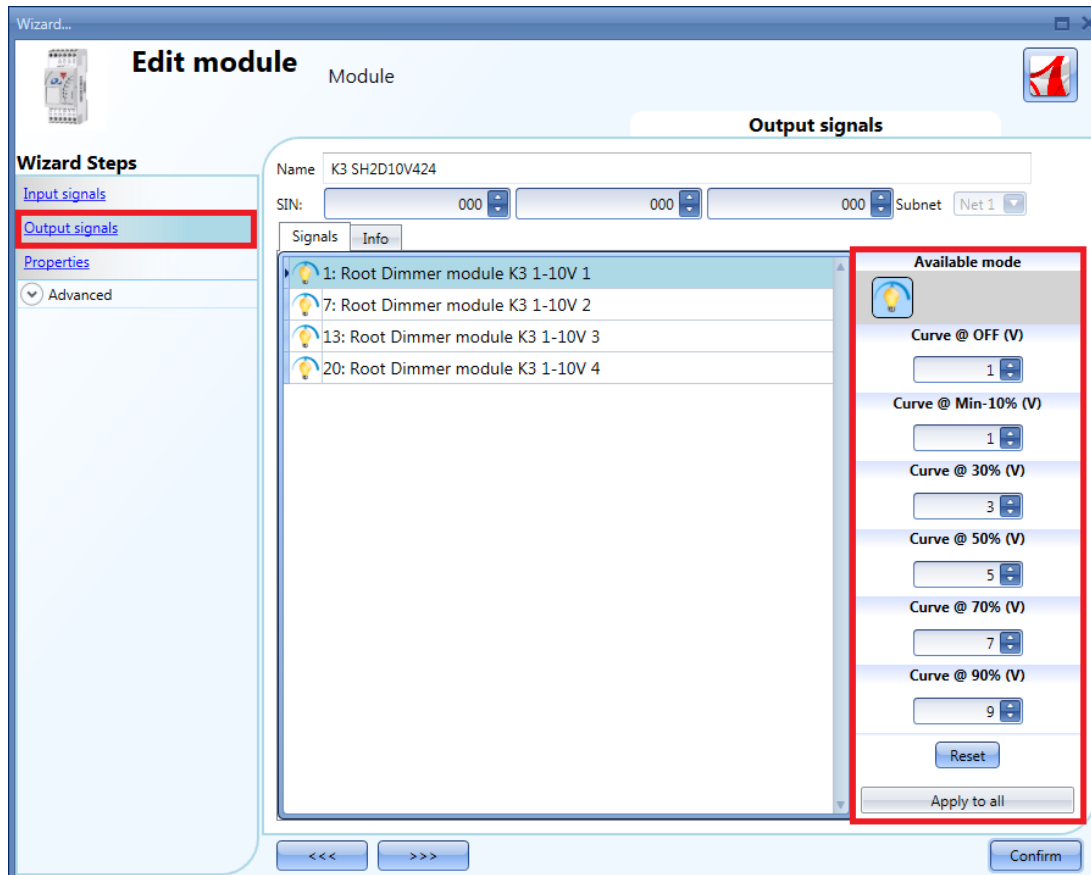 Wizard...
Edit module
Module
Output signals
Wizard Steps
Input signals
Output signals
Properties
Advanced
Name K3 SH2D10V424
SIN: 000 000 000 Subnet Net 1
Signals Info
1: Root Dimmer module K3 1-10V 1
7: Root Dimmer module K3 1-10V 2
13: Root Dimmer module K3 1-10V 3
20: Root Dimmer module K3 1-10V 4
Available mode
Curve @ OFF (V)
1
Curve @ Min-10% (V)
1
Curve @ 30% (V)
3
Curve @ 50% (V)
5
Curve @ 70% (V)
7
Curve @ 90% (V)
9
Reset
Apply to all
<<< >>> Confirm